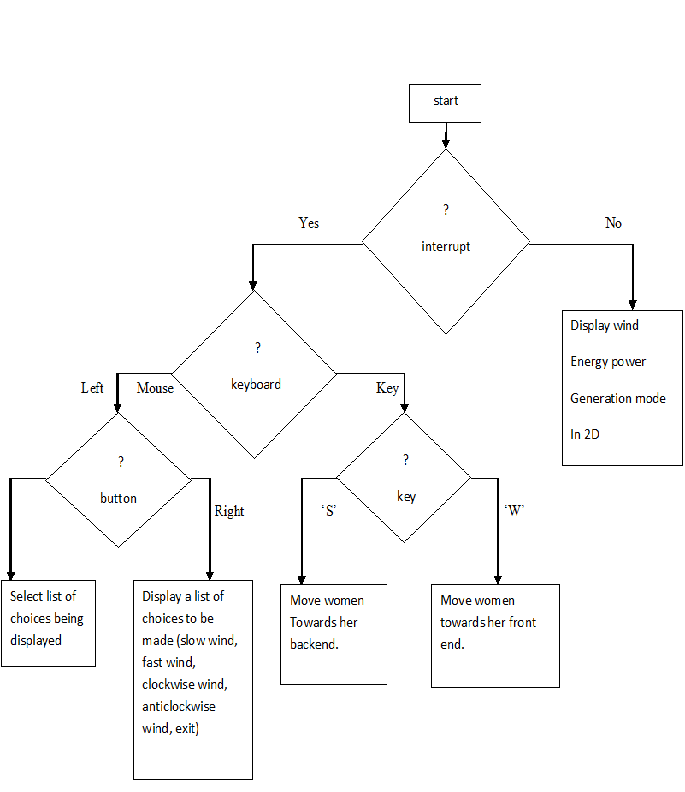 start
?
interrupt
Yes
No
?
keyboard
Display wind
Energy power
Generation mode
In 2D
Left
Mouse
Key
?
button
?
key
Right
‘S’
‘W’
Select list of
choices being
displayed
Display a list of
choices to be
made (slow wind,
fast wind,
clockwise wind,
anticlockwise
wind, exit)
Move women
Towards her
backend.
Move women
towards her front
end.